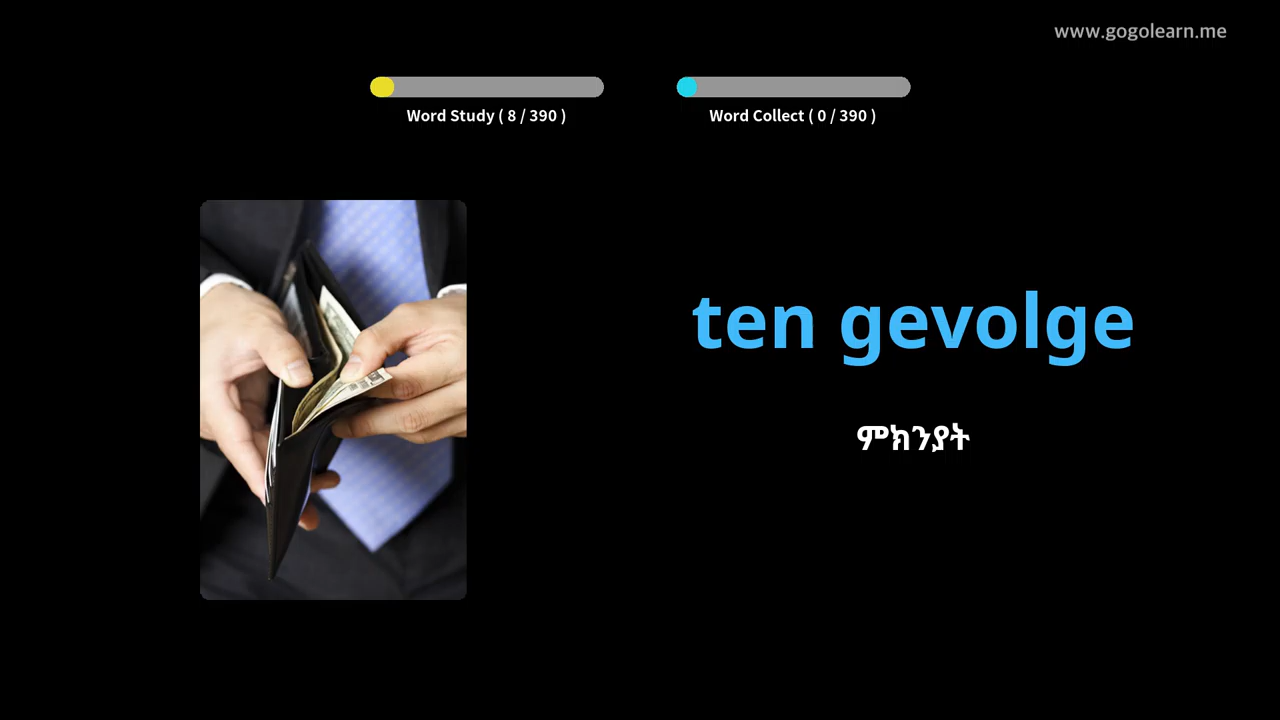 www.gogolearn.me
Word Study ( 8 / 390 )
Word Collect ( 0 / 390 )
ten gevolge
ምክንያት